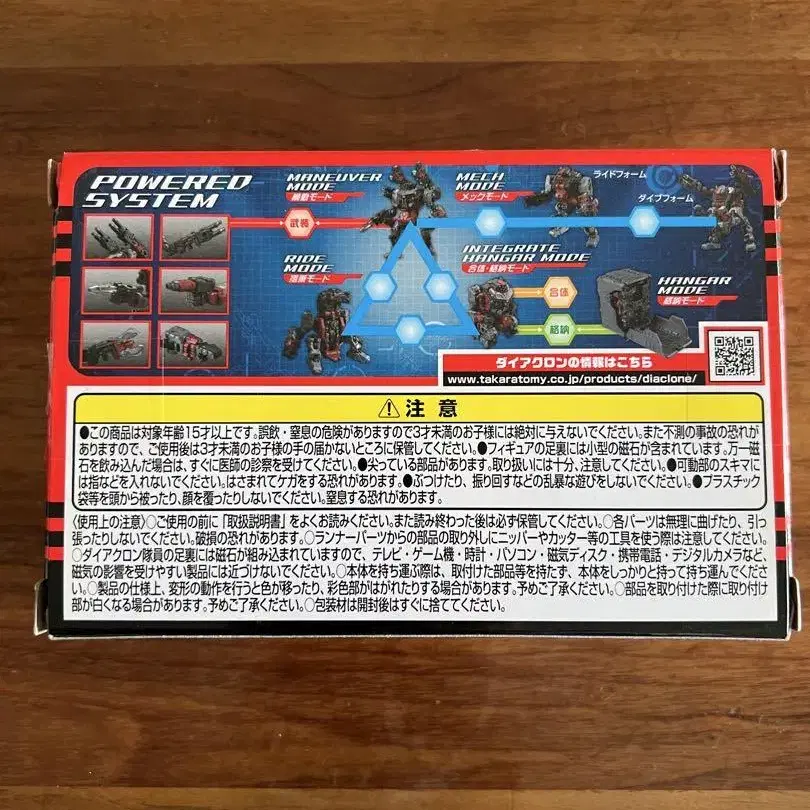 POWERED
SYSTEM
MANEUVER
MODE
機動モード
MECH
MODE
メックモード
ライドフォーム
ダイブフォーム
武装
RIDE
MODE
搭乗モード
INTEGRATE
HANGAR MODE
合体・格納モード
合体
格納
HANGAR
MODE
格納モード
ダイアクロンの情報はこちら
www.takaratomy.co.jp/products/diaclone/
注意
●この商品は対象年齢15才以上です。誤飲・窒息の危険がありますので3才未満のお子様には絶対に与えないでください。また不測の事故の恐れが
ありますので、ご使用後は3才未満のお子様の手の届かないところに保管してください。●フィギュアの足裏には小型の磁石が含まれています。万一磁
石を飲み込んだ場合は、すぐに医師の診察を受けてください。●尖っている部品があります。取り扱いには十分、注意してください。●可動部のスキマに
は指などを入れないでください。はさまれてケガをする恐れがあります。●ぶつけたり、振り回すなどの乱暴な遊びをしないでください。●プラスチック
袋等を頭から被ったり、顔を覆ったりしないでください。窒息する恐れがあります。
〈使用上の注意〉○ご使用の前に「取扱説明書」をよくお読みください。また読み終わった後は必ず保管してください。○各パーツは無理に曲げたり、引っ
張ったりしないでください。破損の恐れがあります。○ランナーパーツからの部品の取り外しにニッパーやカッター等の工具を使う際は注意してください。
○ダイアクロン隊員の足裏には磁石が組み込まれていますので、テレビ・ゲーム機・時計・パソコン・磁気ディスク・携帯電話・デジタルカメラなど、
磁気の影響を受けやすい製品には近づけないでください。○本体を持ち運ぶ際は、取付けた部品等を持たず、本体をしっかりと持って持ち運んでくださ
い。○製品の仕様上、変形の動作を行うと色が移ったり、彩色部がはがれたりする場合があります。予めご了承ください。○部品を取り付けた際に取付け
部が白くなる場合があります。予めご了承ください。○包装材は開封後はすぐに捨ててください。